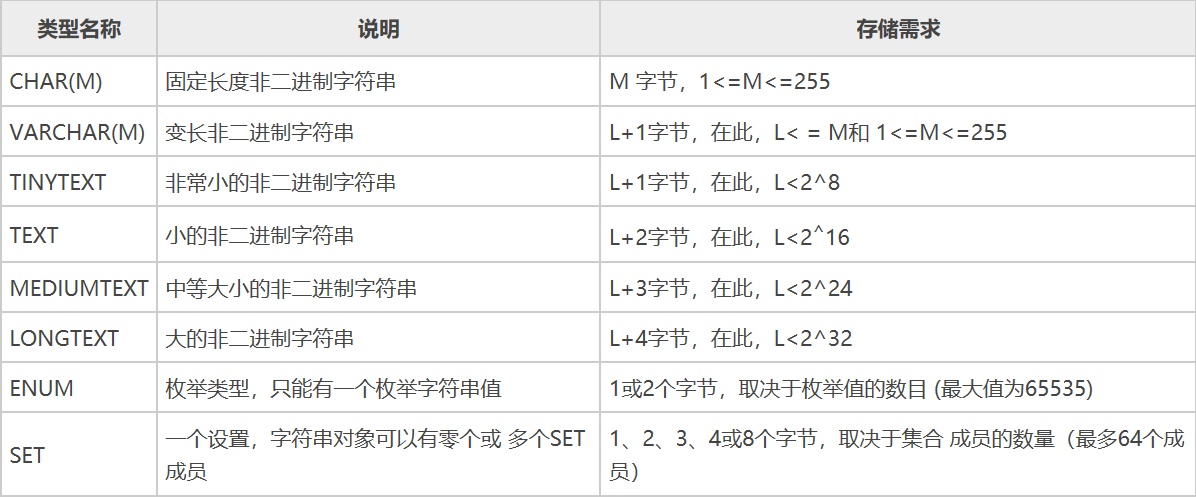 类型名称 说明 存储需求
CHAR(M) 固定长度非二进制字符串 M 字节，1<=M<=255
VARCHAR(M) 变长非二进制字符串 L+1字节，在此，L< = M和 1<=M<=255
TINYTEXT 非常小的非二进制字符串 L+1字节，在此，L<2^8
TEXT 小的非二进制字符串 L+2字节，在此，L<2^16
MEDIUMTEXT 中等大小的非二进制字符串 L+3字节，在此，L<2^24
LONGTEXT 大的非二进制字符串 L+4字节，在此，L<2^32
ENUM 枚举类型，只能有一个枚举字符串值 1或2个字节，取决于枚举值的数目 (最大值为65535)
SET
一个设置，字符串对象可以有零个或 多个SET
成员
1、2、3、4或8个字节，取决于集合 成员的数量（最多64个成
员）